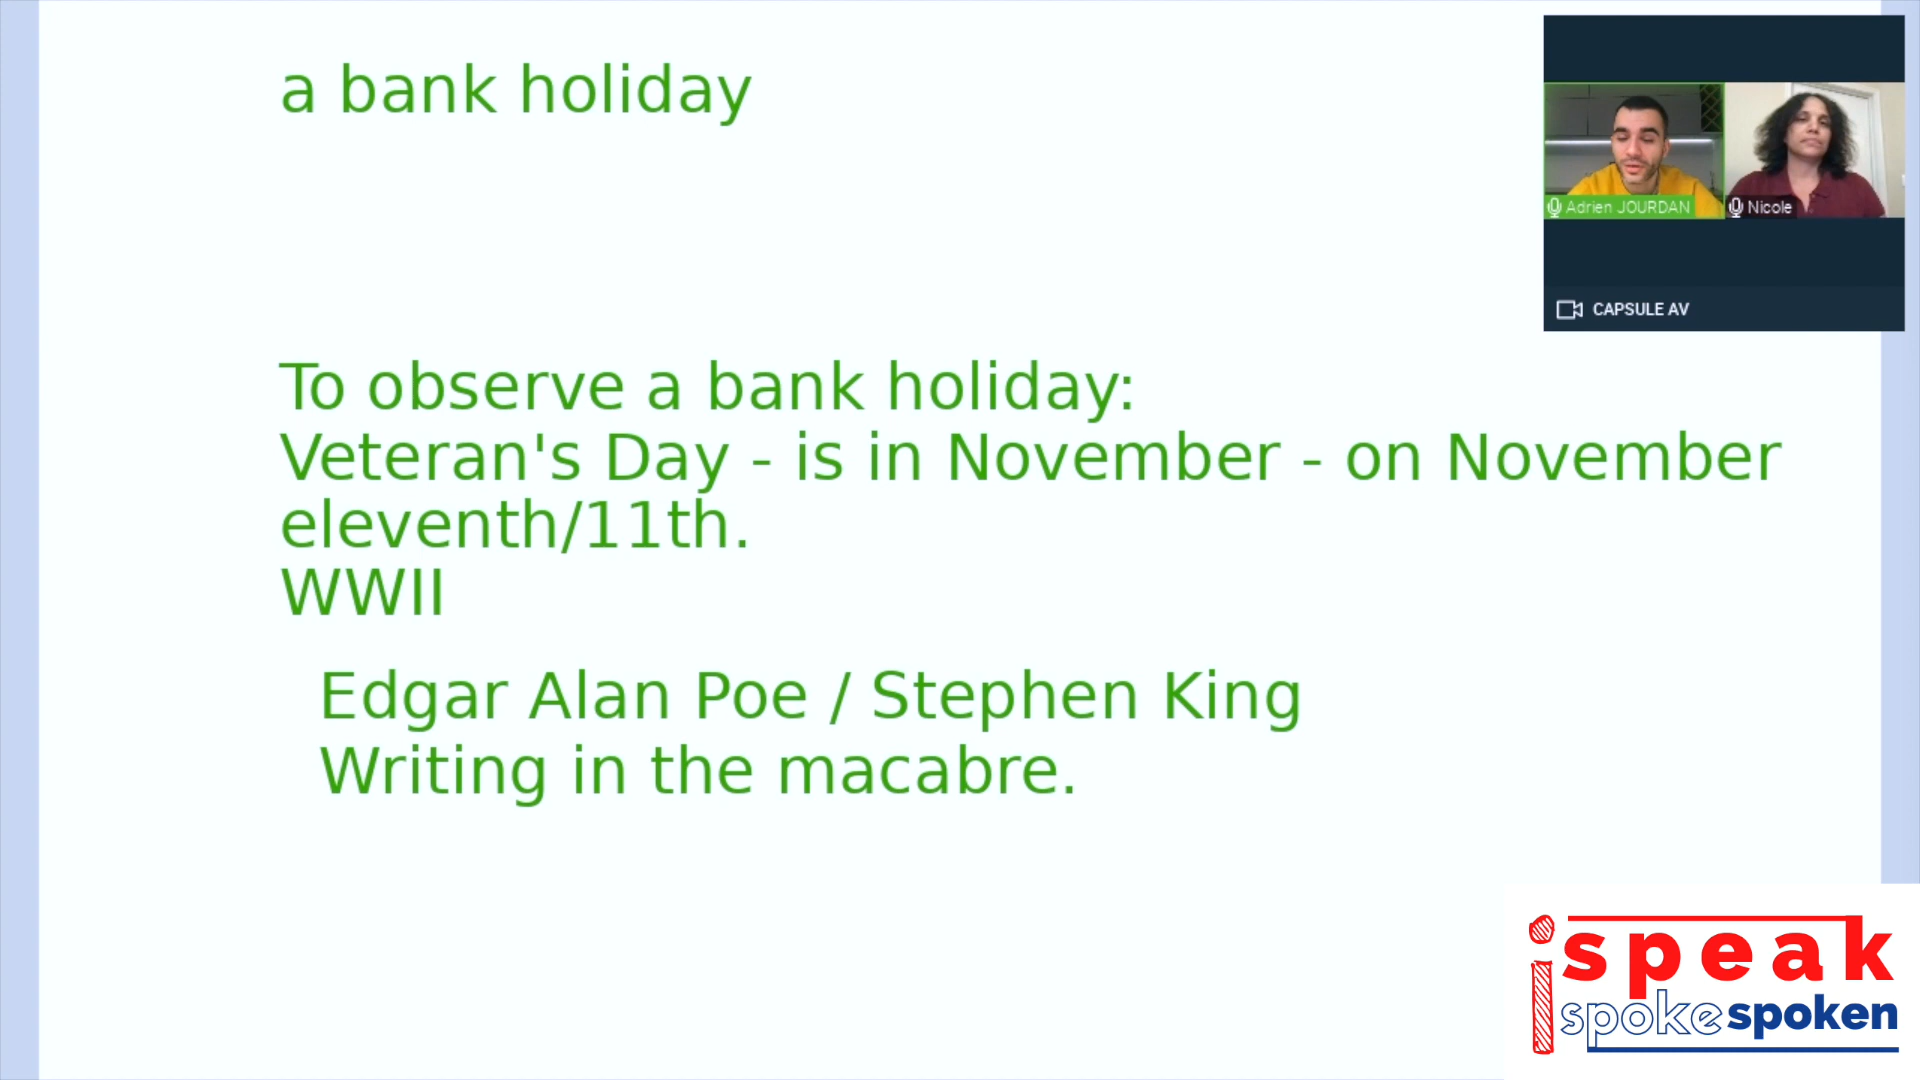 a bank holiday
To observe a bank holiday:
Veteran's Day - is in November - on November
eleventh/11th.
WWII
Edgar Alan Poe / Stephen King
Writing in the macabre.
Adrien JOURDAN
Nicole
CAPSULE AV
ispeak
spoke spoken